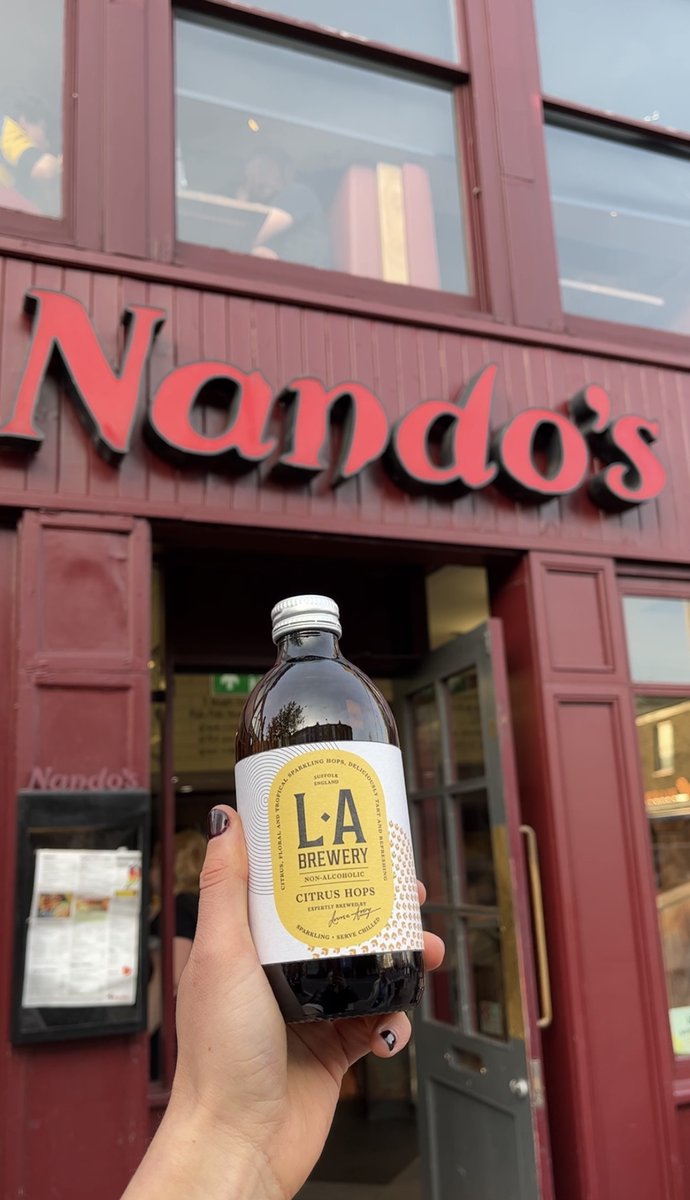 Nando's
Nando's
CITRUS, FLORAL AND TROPICAL SPARKLING HOPS, DELICIOUSLY TART AND REFRESHING
SUFFOLK
ENGLAND
L·A
BREWERY
NON-ALCOHOLIC
CITRUS HOPS
EXPERTLY BREWED BY
SPARKLING • SERVE CHILLED